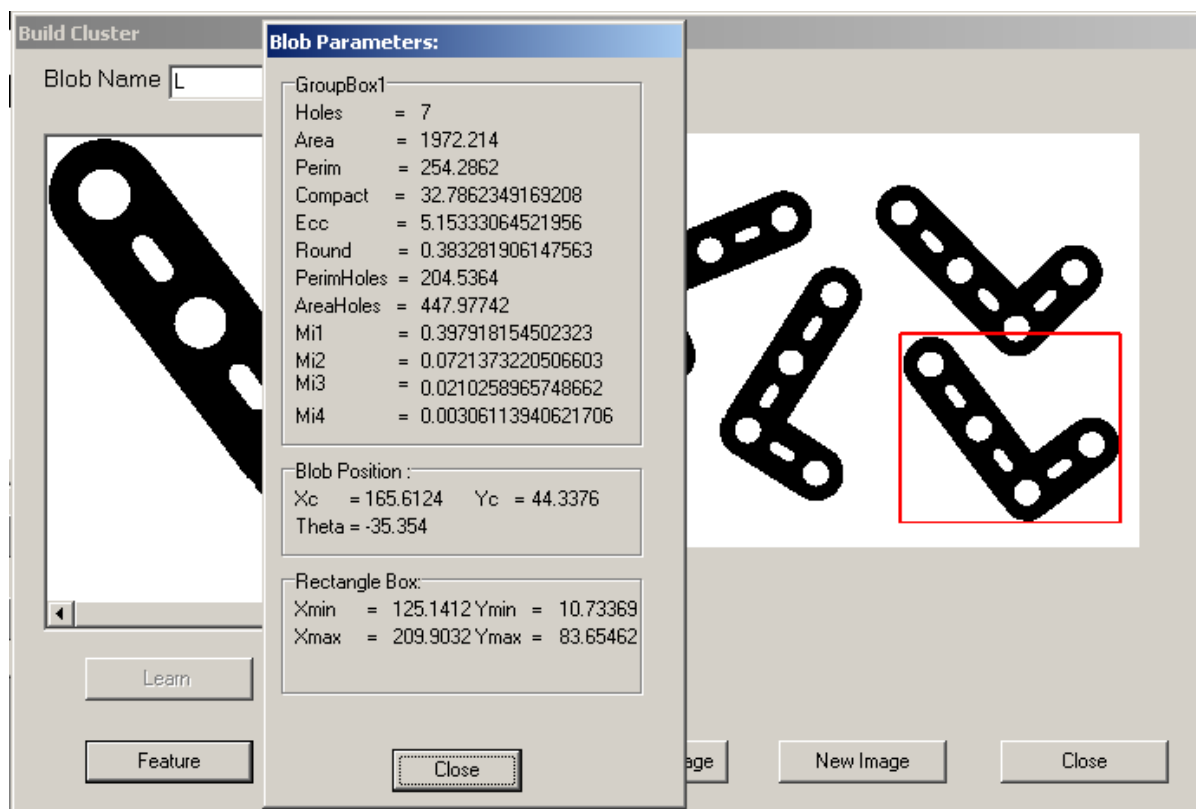 Build Cluster
Blob Name L
Blob Parameters:
GroupBox1
Holes = 7
Area = 1972.214
Perim = 254.2862
Compact = 32.7862349169208
Ecc = 5.15333064521956
Round = 0.383281906147563
PerimHoles = 204.5364
AreaHoles = 447.97742
Mi1 = 0.397918154502323
Mi2 = 0.0721373220506603
Mi3 = 0.0210258965748662
Mi4 = 0.00306113940621706
Blob Position :
Xc = 165.6124 Yc = 44.3376
Theta = -35.354
Rectangle Box:
Xmin = 125.1412 Ymin = 10.73369
Xmax = 209.9032 Ymax = 83.65462
Learn
Feature
Close
age
New Image
Close